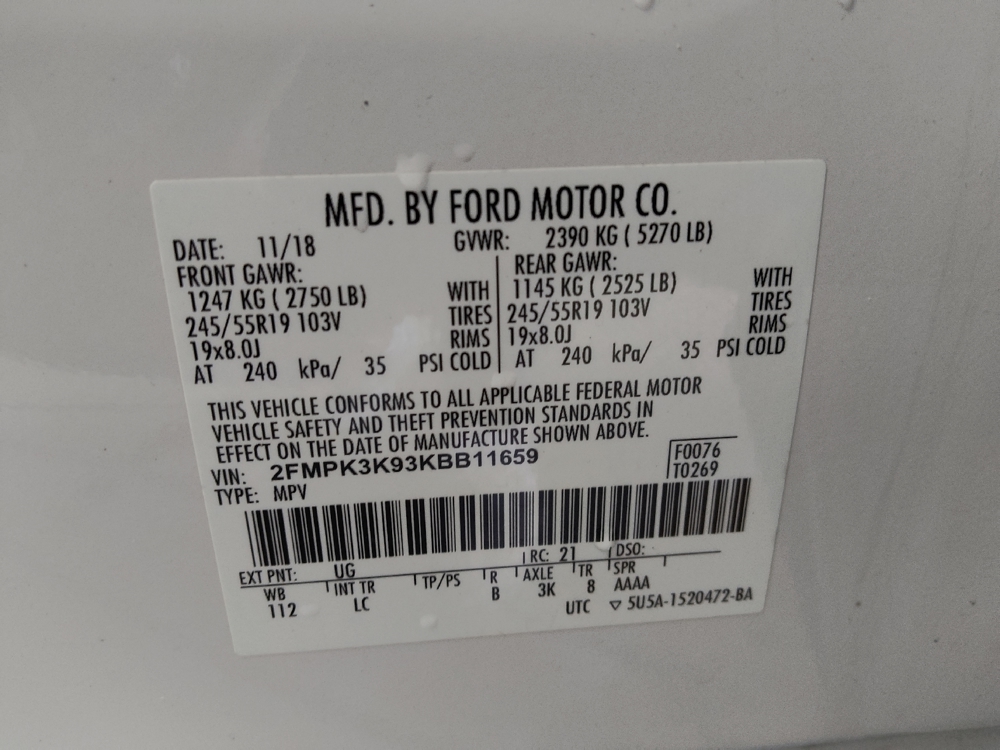 MFD. BY FORD MOTOR CO.
DATE: 11/18 GVWR: 2390 KG ( 5270 LB)
FRONT GAWR: REAR GAWR:
1247 KG ( 2750 LB) WITH 1145 KG ( 2525 LB) WITH
245/55R19 103V TIRES 245/55R19 103V TIRES
19x8.0J RIMS 19x8.0J RIMS
AT 240 kPa/ 35 PSI COLD AT 240 kPa/ 35 PSI COLD
THIS VEHICLE CONFORMS TO ALL APPLICABLE FEDERAL MOTOR
VEHICLE SAFETY AND THEFT PREVENTION STANDARDS IN
EFFECT ON THE DATE OF MANUFACTURE SHOWN ABOVE.
VIN: 2FMPK3K93KBB11659 F0076
TYPE: MPV T0269
EXT PNT: UG RC: 21 DSO:
WB INT TR TP/PS R AXLE TR SPR
112 LC B 3K 8 AAAA
UTC ▽ 5U5A-1520472-BA